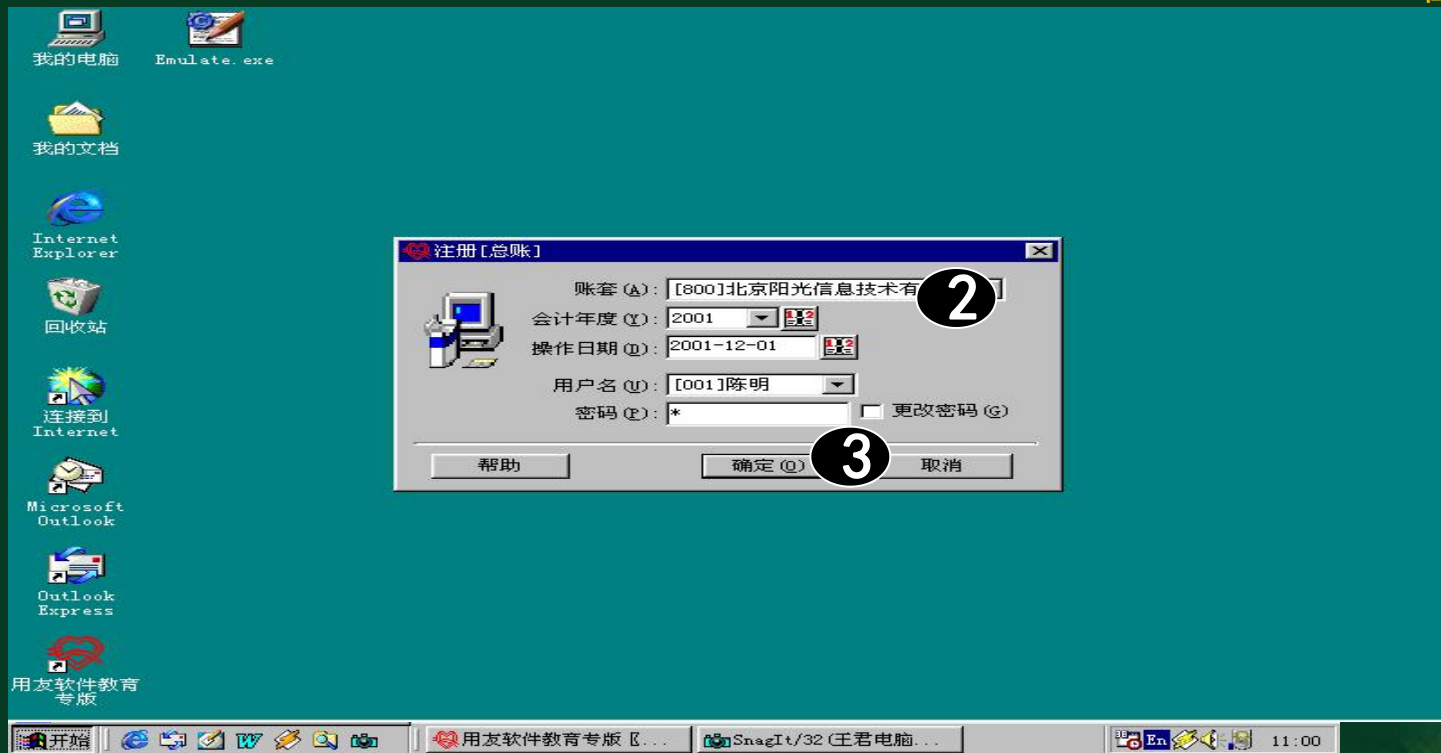 我的电脑
Emulate.exe
我的文档
Internet
Explorer
回收站
连接到
Internet
Microsoft
Outlook
Outlook
Express
用友软件教育
专版
注册[总账]
账套(A): [800]北京阳光信息技术有
2
会计年度(Y): 2001
操作日期(D): 2001-12-01
用户名(U): [001]陈明
密码(P): *
更改密码(G)
帮助
确定(O)
3
取消
开始
用友软件教育专版〖...
SnagIt/32(王君电脑...
En
11:00